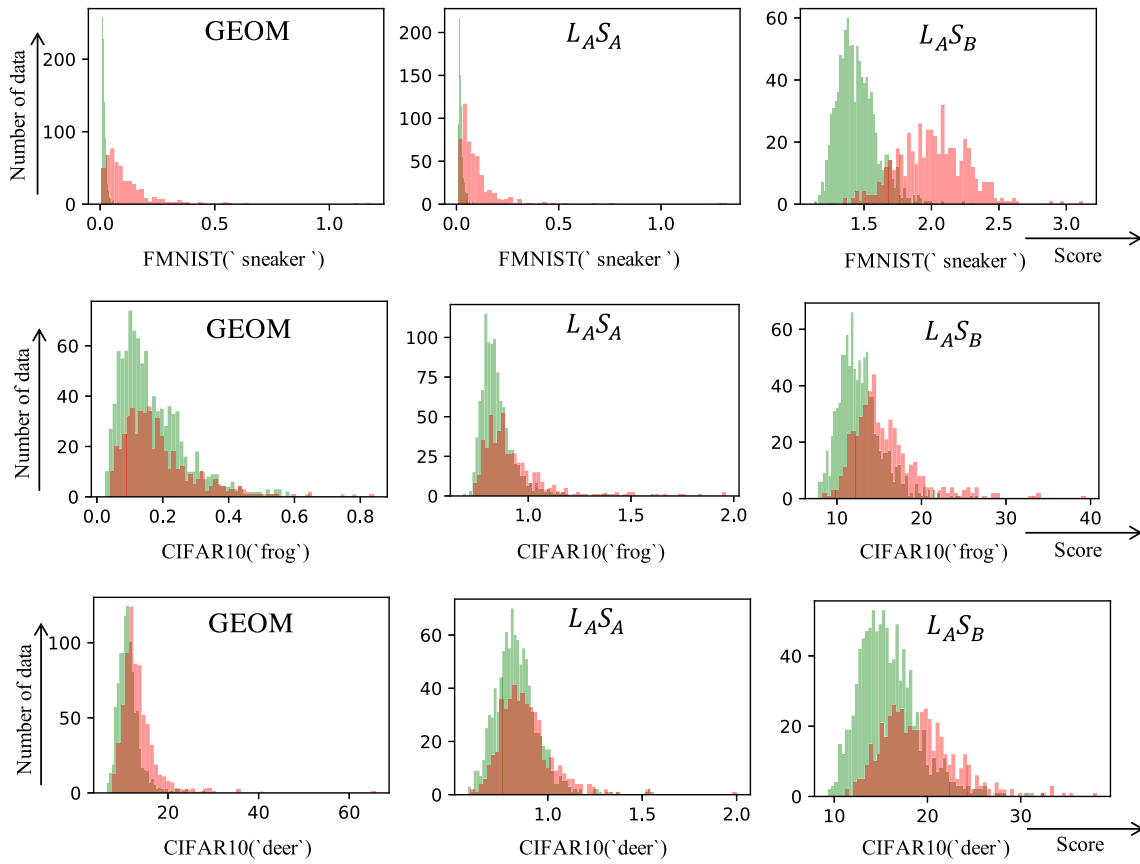 GEOM
L_A S_A
L_A S_B
Number of data
200
100
0
0.0 0.5 1.0
200
150
100
50
0
0.0 0.5 1.0
60
40
20
0
1.5 2.0 2.5 3.0
FMNIST(` sneaker `)
FMNIST(` sneaker `)
FMNIST(` sneaker `)
Score
GEOM
L_A S_A
L_A S_B
Number of data
60
40
20
0
0.0 0.2 0.4 0.6 0.8
100
75
50
25
0
1.0 1.5 2.0
60
40
20
0
10 20 30 40
CIFAR10(`frog`)
CIFAR10(`frog`)
CIFAR10(`frog`)
Score
GEOM
L_A S_A
L_A S_B
Number of data
100
50
0
20 40 60
60
40
20
0
1.0 1.5 2.0
40
20
0
10 20 30
CIFAR10(`deer`)
CIFAR10(`deer`)
CIFAR10(`deer`)
Score